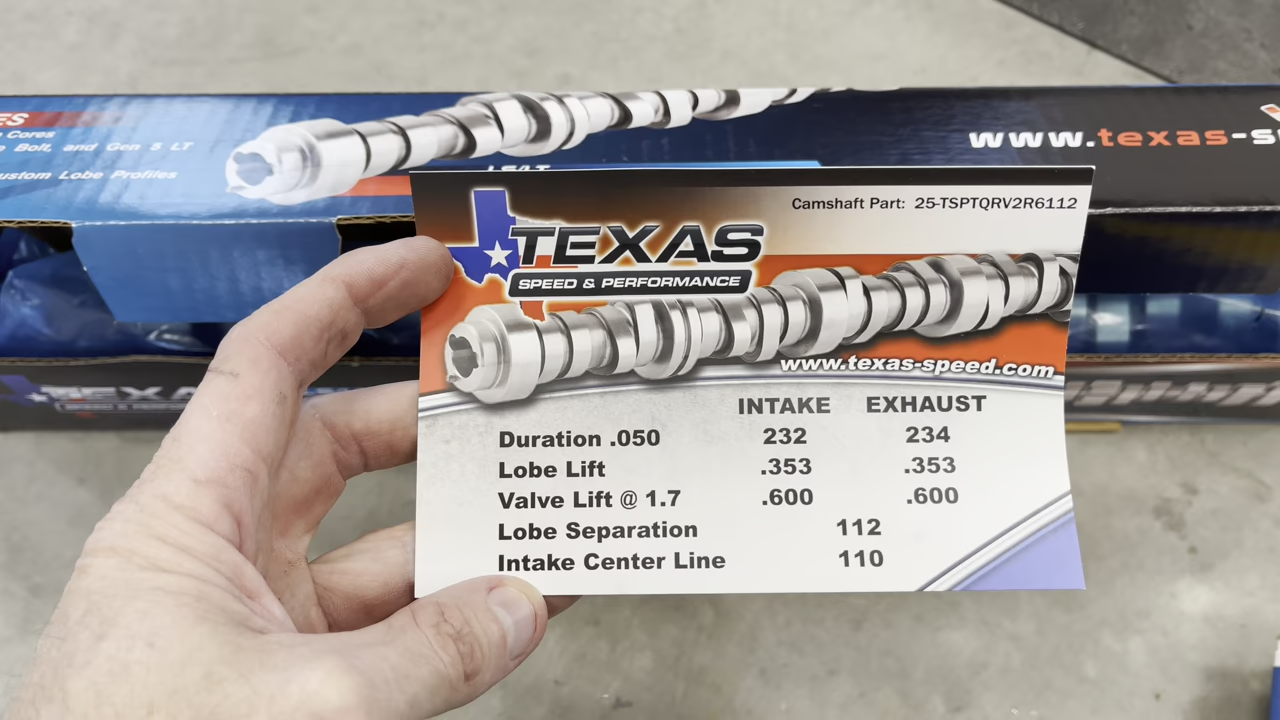 ES
Cores
Bolt, and Gen 5 LT
ustom Lobe Profiles
www.texas-s
Camshaft Part: 25-TSPTQRV2R6112
TEXAS
SPEED & PERFORMANCE
www.texas-speed.com
INTAKE EXHAUST
Duration .050 232 234
Lobe Lift .353 .353
Valve Lift @ 1.7 .600 .600
Lobe Separation 112
Intake Center Line 110
TEXAS